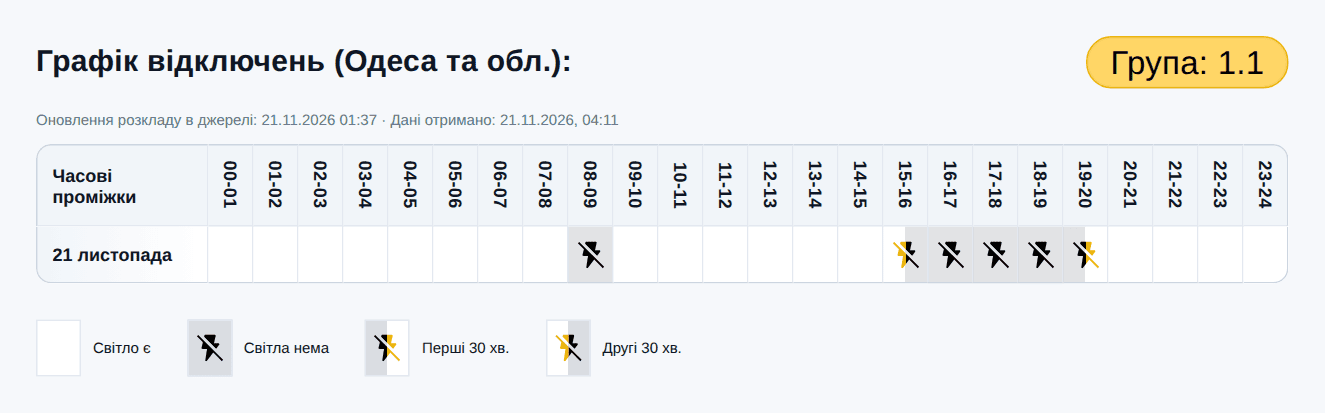 Графік відключень (Одеса та обл.):
Група: 1.1
Оновлення розкладу в джерелі: 21.11.2026 01:37 · Дані отримано: 21.11.2026, 04:11
Часові
проміжки
00-01
01-02
02-03
03-04
04-05
05-06
06-07
07-08
08-09
09-10
10-11
11-12
12-13
13-14
14-15
15-16
16-17
17-18
18-19
19-20
20-21
21-22
22-23
23-24
21 листопада
Світло є
Світла нема
Перші 30 хв.
Другі 30 хв.